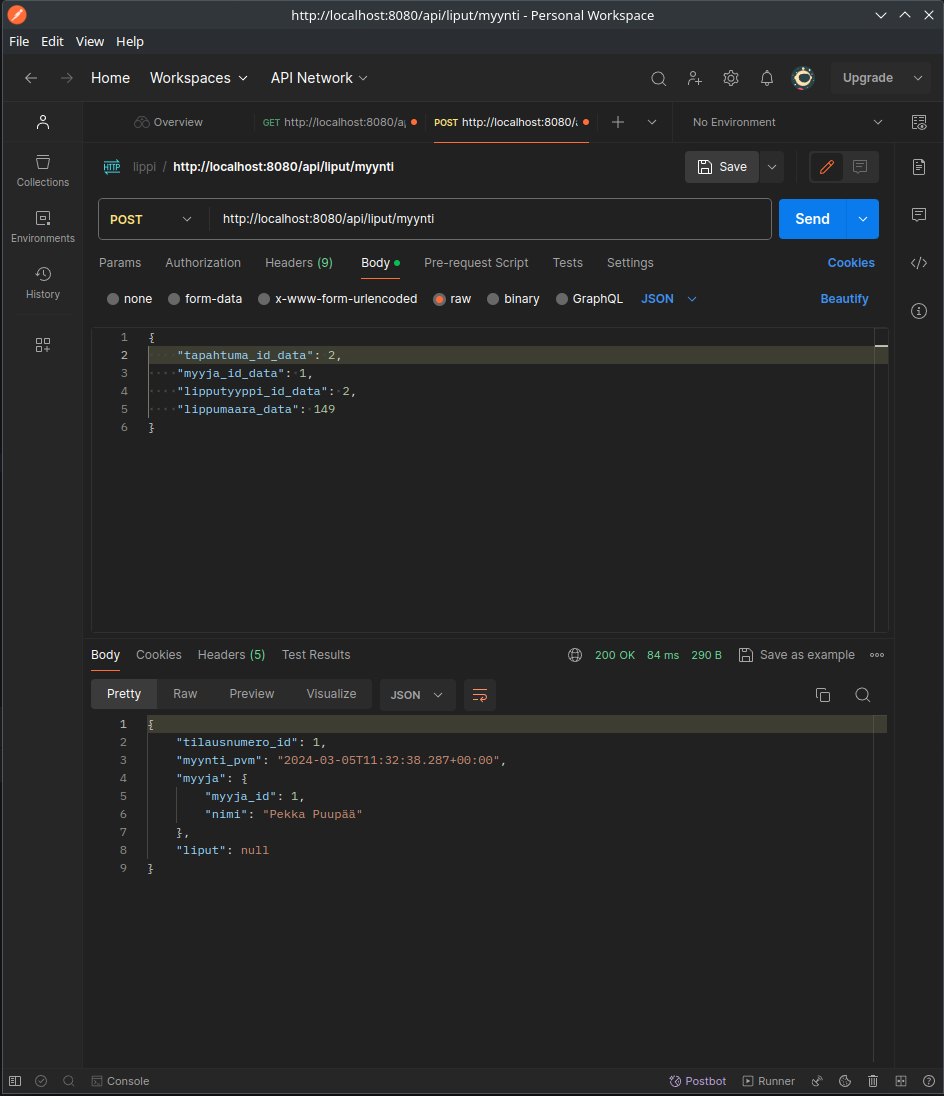 http://localhost:8080/api/liput/myynti - Personal Workspace
File Edit View Help
Home Workspaces API Network Upgrade
Overview GET http://localhost:8080/a POST http://localhost:8080/ No Environment
lippi / http://localhost:8080/api/liput/myynti Save
Collections
POST http://localhost:8080/api/liput/myynti Send
Environments
Params Authorization Headers (9) Body Pre-request Script Tests Settings Cookies
History
none form-data x-www-form-urlencoded raw binary GraphQL JSON Beautify
1 {
2 "tapahtuma_id_data": 2,
3 "myyja_id_data": 1,
4 "lipputyyppi_id_data": 2,
5 "lippumaara_data": 149
6 }
Body Cookies Headers (5) Test Results 200 OK 84 ms 290 B Save as example
Pretty Raw Preview Visualize JSON
1 {
2 "tilausnumero_id": 1,
3 "myynti_pvm": "2024-03-05T11:32:38.287+00:00",
4 "myyja": {
5 "myyja_id": 1,
6 "nimi": "Pekka Puupää"
7 },
8 "liput": null
9 }
Console Postbot Runner